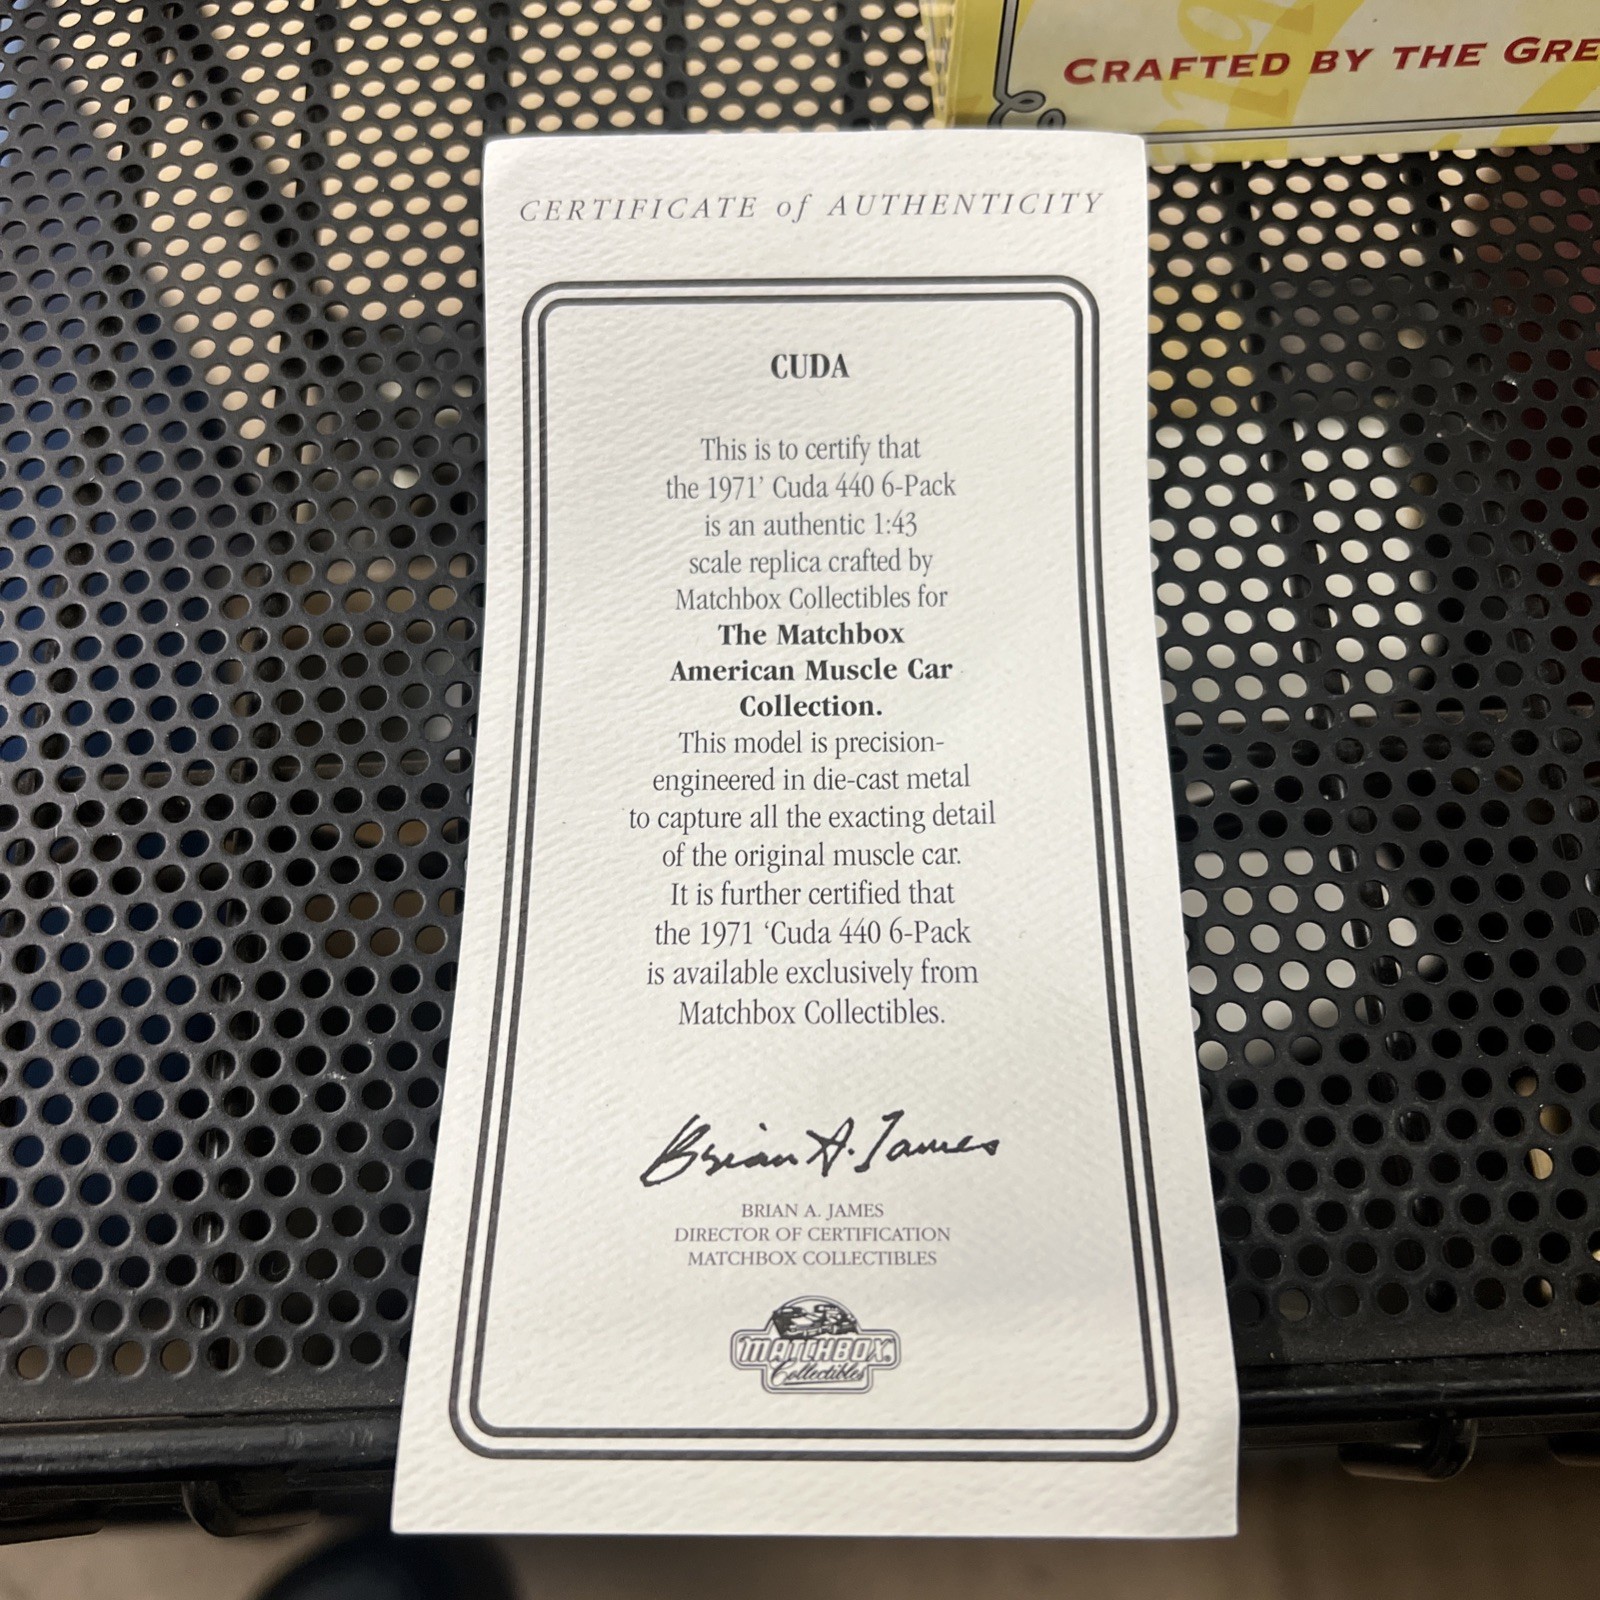 CRAFTED BY THE GRE
CERTIFICATE of AUTHENTICITY
CUDA
This is to certify that
the 1971’ Cuda 440 6-Pack
is an authentic 1:43
scale replica crafted by
Matchbox Collectibles for
The Matchbox
American Muscle Car
Collection.
This model is precision-
engineered in die-cast metal
to capture all the exacting detail
of the original muscle car.
It is further certified that
the 1971 ‘Cuda 440 6-Pack
is available exclusively from
Matchbox Collectibles.
Brian A. James
BRIAN A. JAMES
DIRECTOR OF CERTIFICATION
MATCHBOX COLLECTIBLES
MATCHBOX
Collectibles